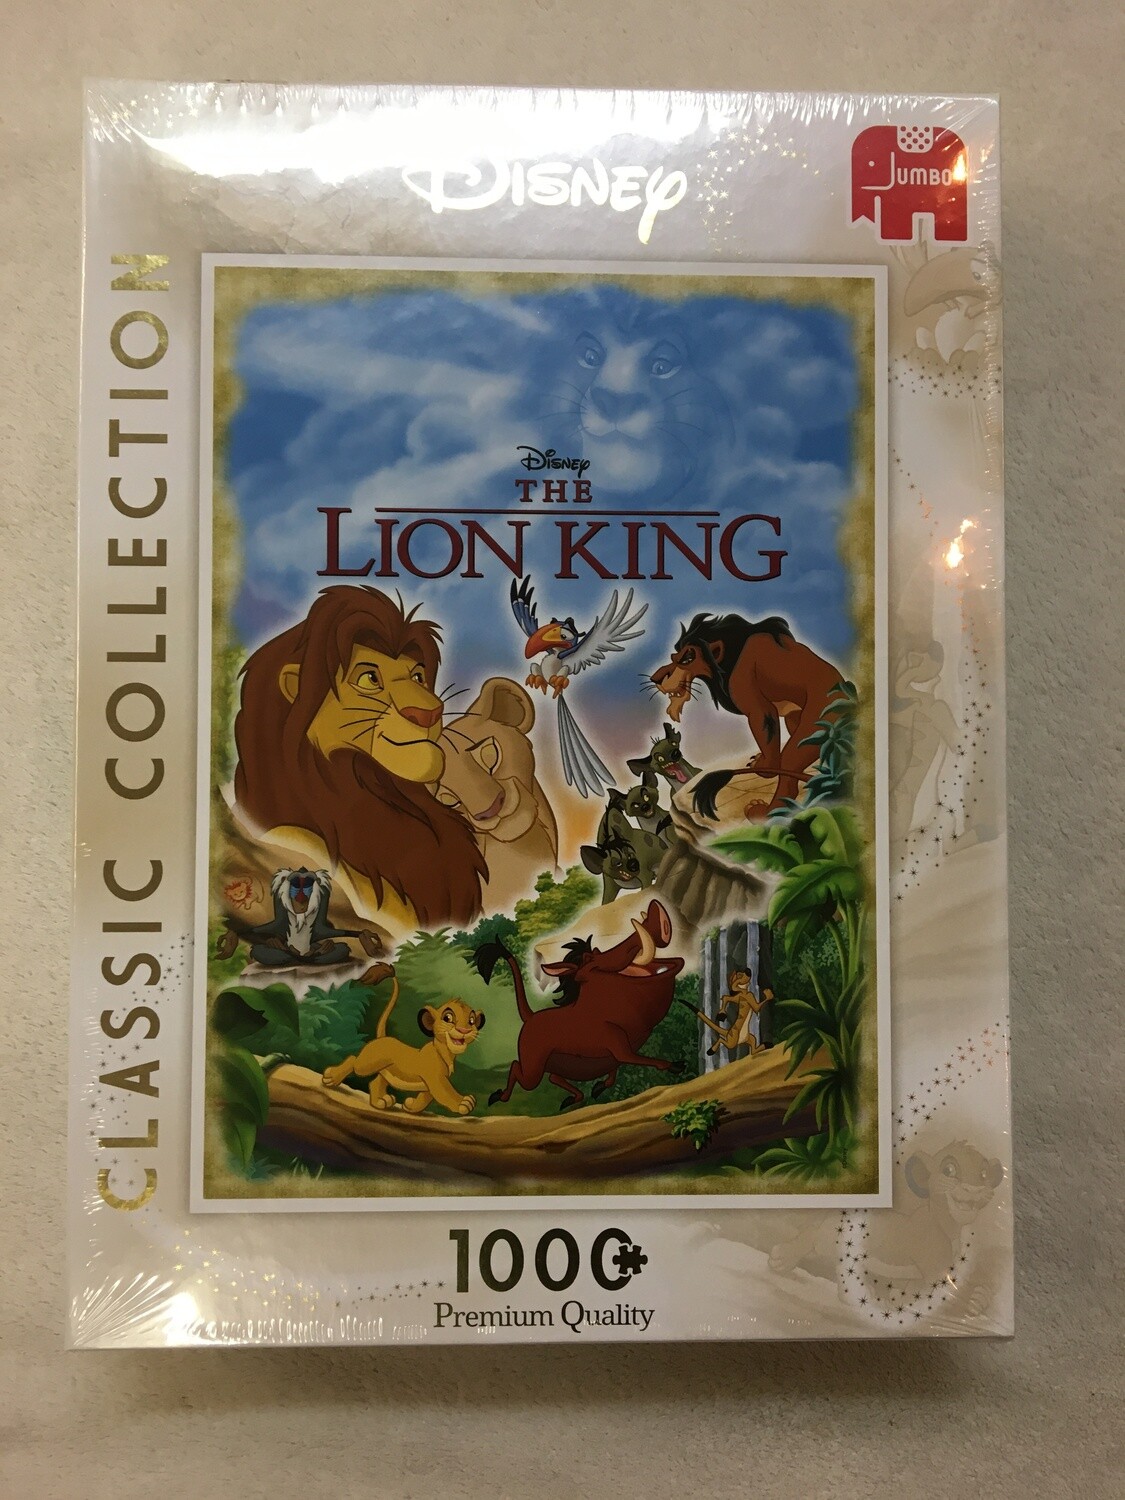 DISNEY
JUMBO
CLASSIC COLLECTION
Disney
THE
LION KING
1000
Premium Quality